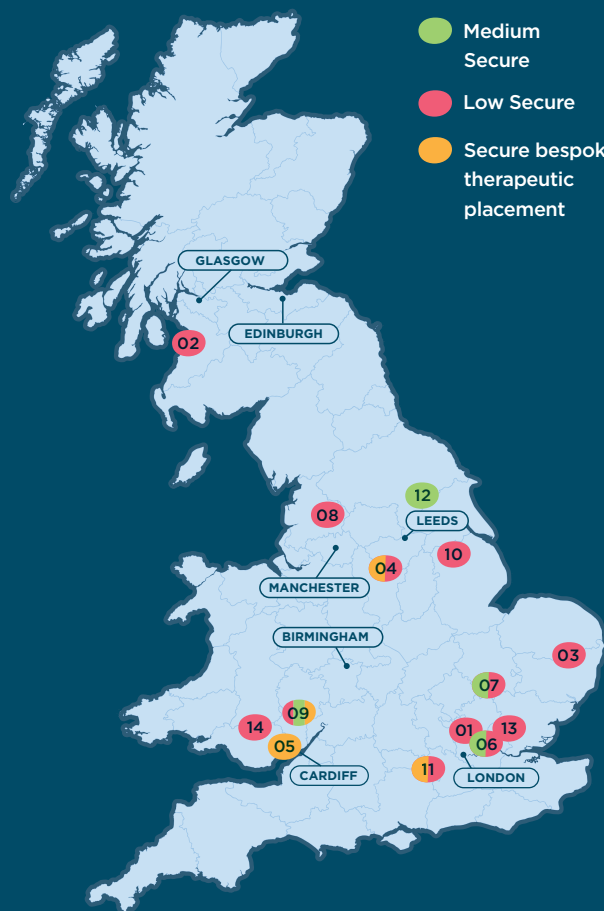 Medium
Secure
Low Secure
Secure bespok
therapeutic
placement
GLASGOW
EDINBURGH
02
12
08
LEEDS
10
04
MANCHESTER
BIRMINGHAM
03
07
09
14
01
13
05
06
11
CARDIFF
LONDON